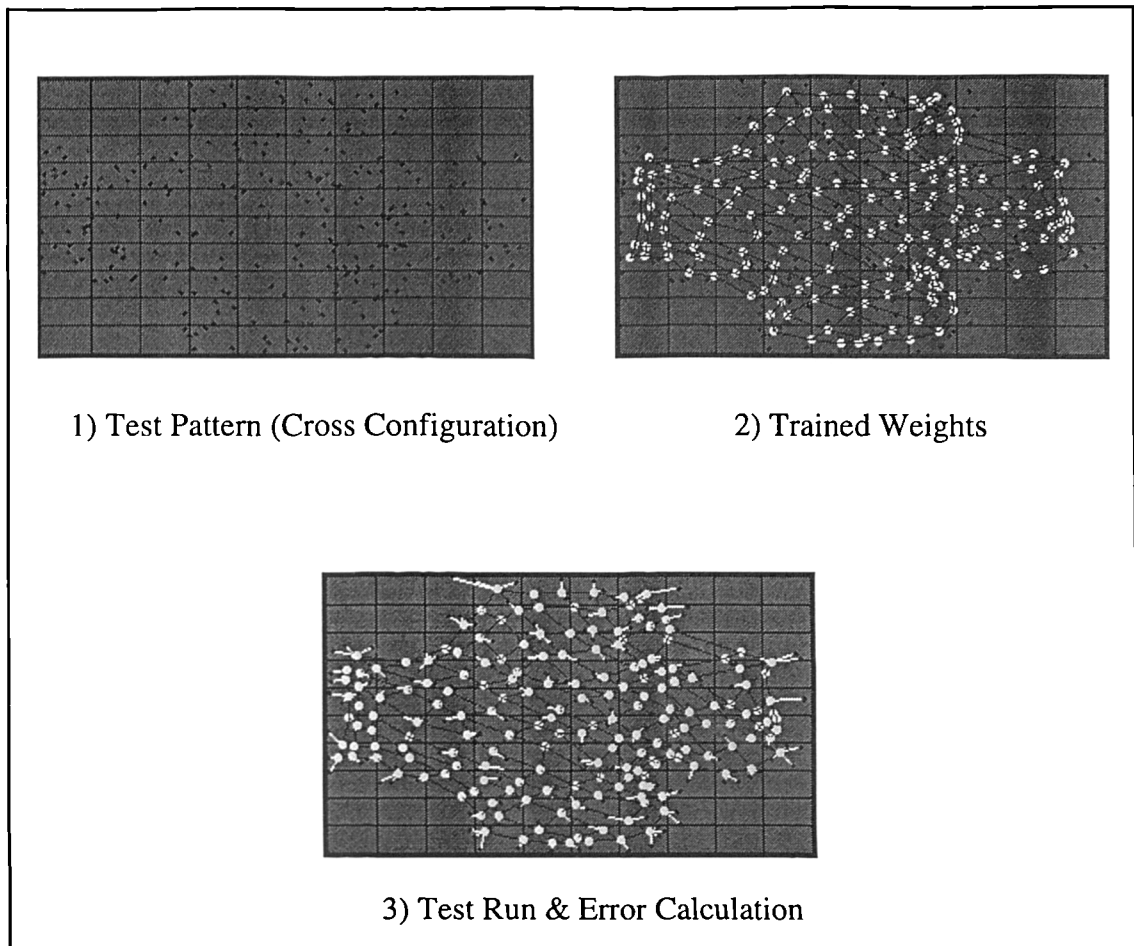 1) Test Pattern (Cross Configuration)
2) Trained Weights
3) Test Run & Error Calculation